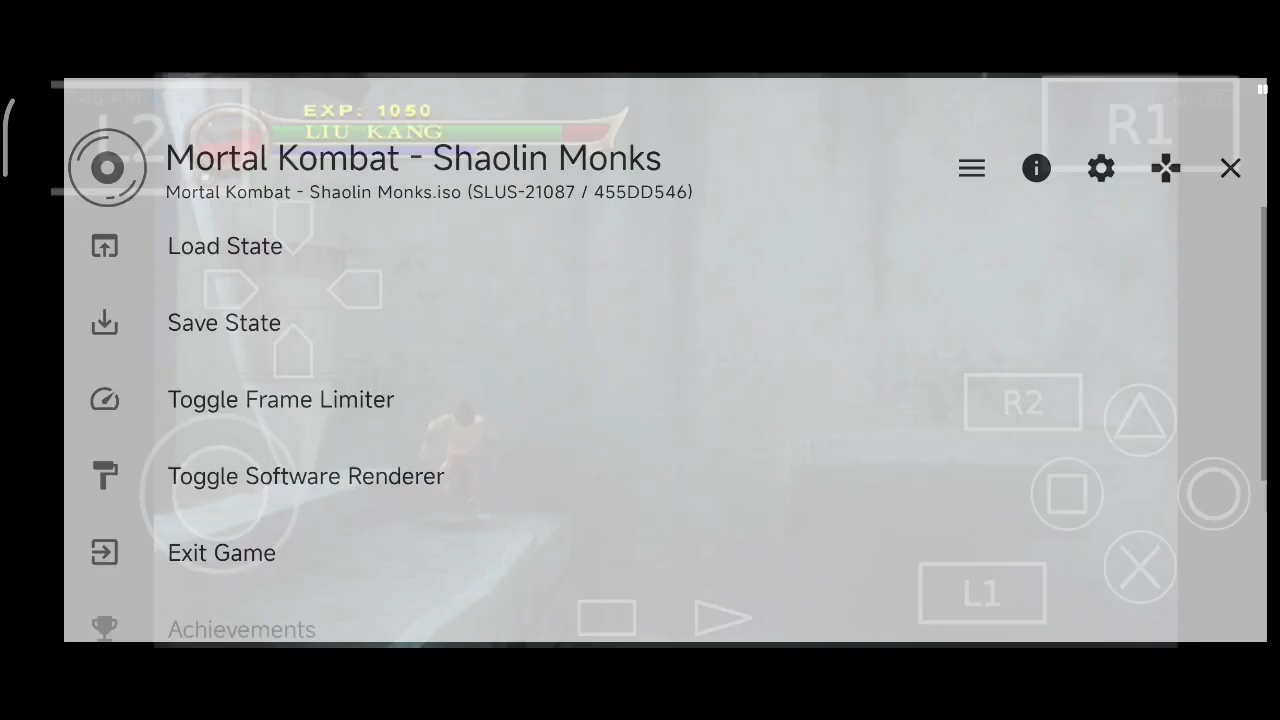 L2
EXP: 1050
LIU KANG
R1
Mortal Kombat - Shaolin Monks
Mortal Kombat - Shaolin Monks.iso (SLUS-21087 / 455DD546)
Load State
Save State
Toggle Frame Limiter
R2
Toggle Software Renderer
Exit Game
L1
Achievements